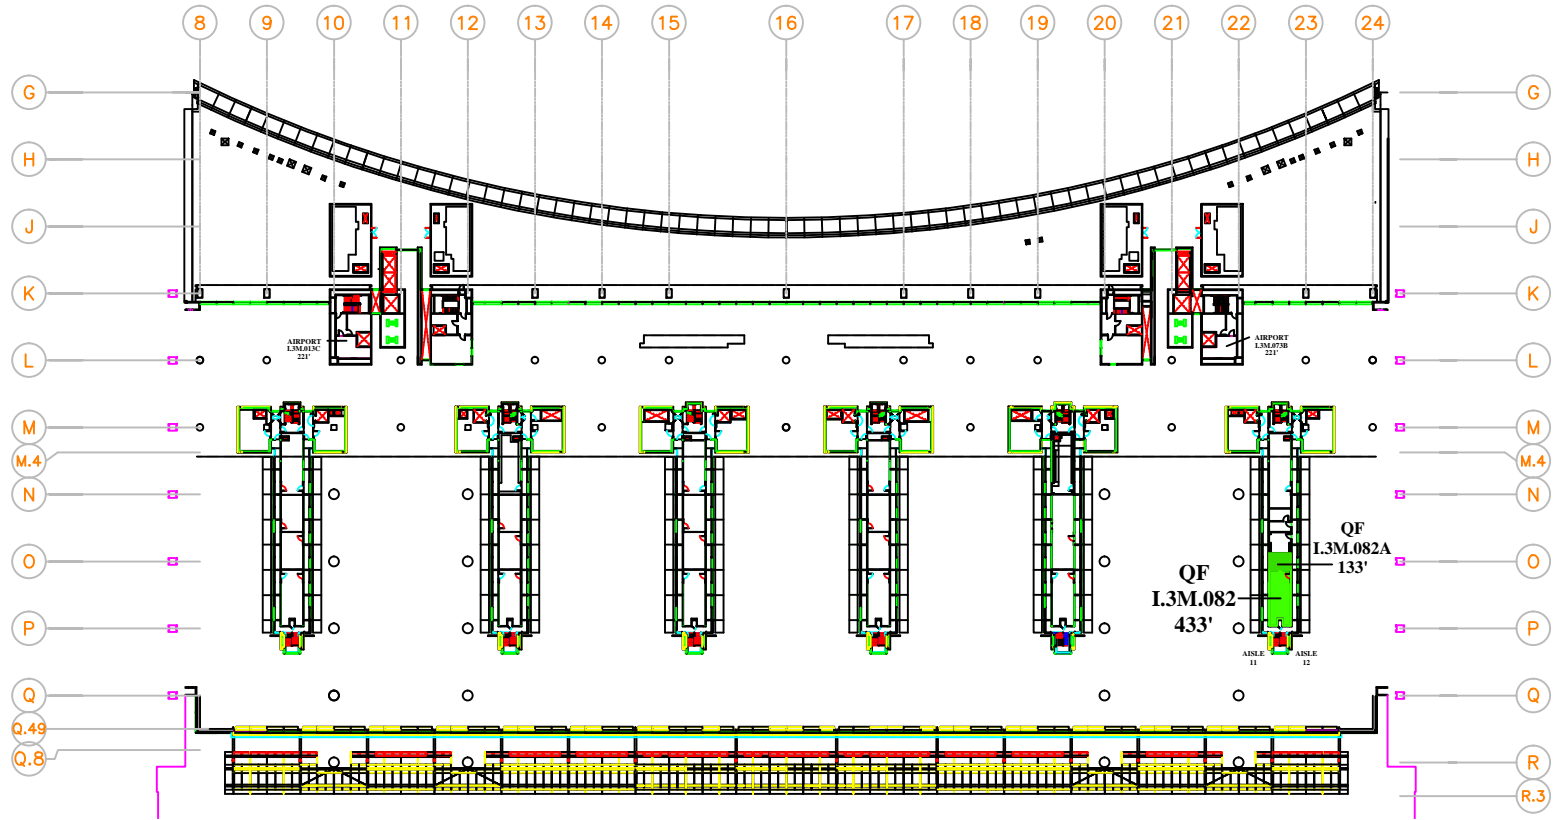 8 9 10 11 12 13 14 15 16 17 18 19 20 21 22 23 24
G G
H H
J J
K K
AIRPORT
I.3M.013C
221'
AIRPORT
I.3M.073B
221'
L L
M M
M.4 M.4
N N
QF
I.3M.082A
133'
O O
QF
I.3M.082
433'
P P
AISLE
11
AISLE
12
Q Q
Q.49
Q.8 R
R.3